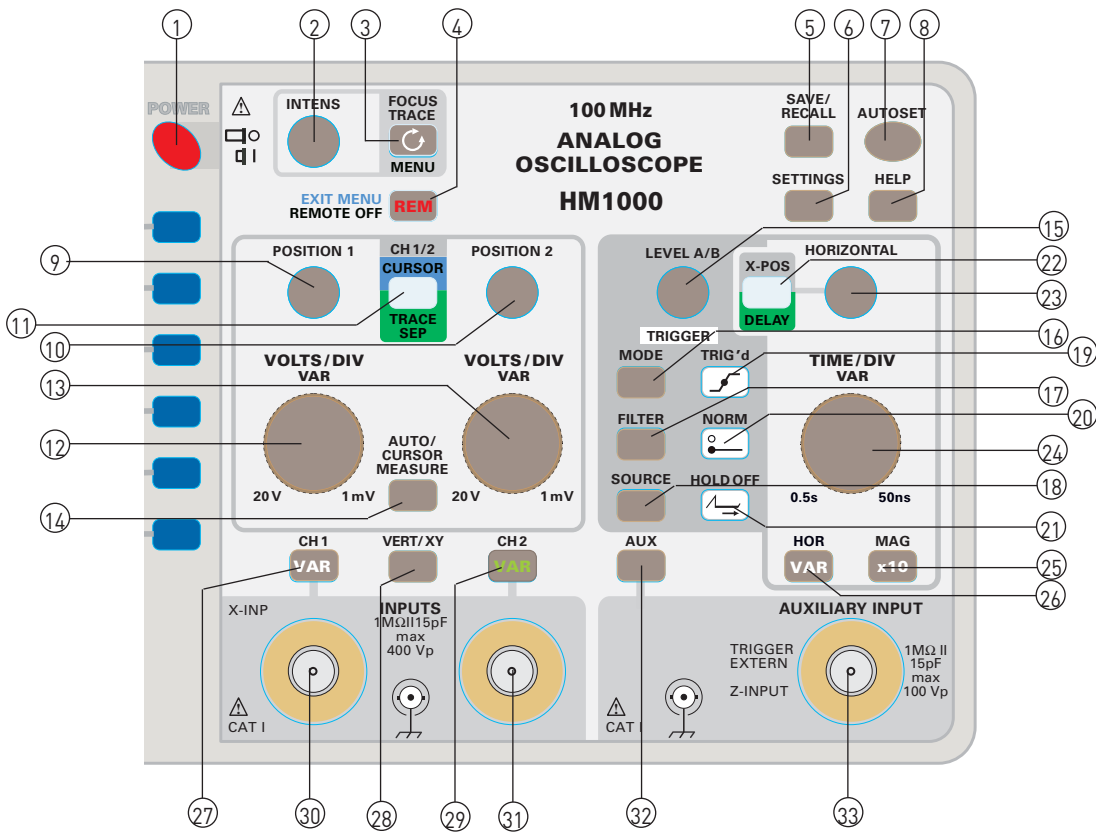 1
2
3
4
5
6
7
8
POWER
INTENS
FOCUS
TRACE
MENU
EXIT MENU
REMOTE OFF
REM
100 MHz
ANALOG
OSCILLOSCOPE
HM1000
SAVE/
RECALL
AUTOSET
SETTINGS
HELP
9
POSITION 1
CH 1/2
CURSOR
TRACE
SEP
POSITION 2
LEVEL A/B
X-POS
DELAY
HORIZONTAL
15
22
23
11
10
13
12
14
VOLTS / DIV
VAR
20 V
1 mV
AUTO/
CURSOR
MEASURE
VOLTS / DIV
VAR
20 V
1 mV
TRIGGER
MODE
TRIG'd
FILTER
NORM
SOURCE
HOLD OFF
TIME / DIV
VAR
0.5s
50ns
16
19
17
20
24
18
21
CH 1
VAR
VERT/XY
CH 2
VAR
AUX
HOR
VAR
MAG
x10
25
26
X-INP
INPUTS
1MΩII15pF
max
400 Vp
CAT I
AUXILIARY INPUT
TRIGGER
EXTERN
Z-INPUT
1MΩ II
15pF
max
100 Vp
CAT I
27
30
28
29
31
32
33